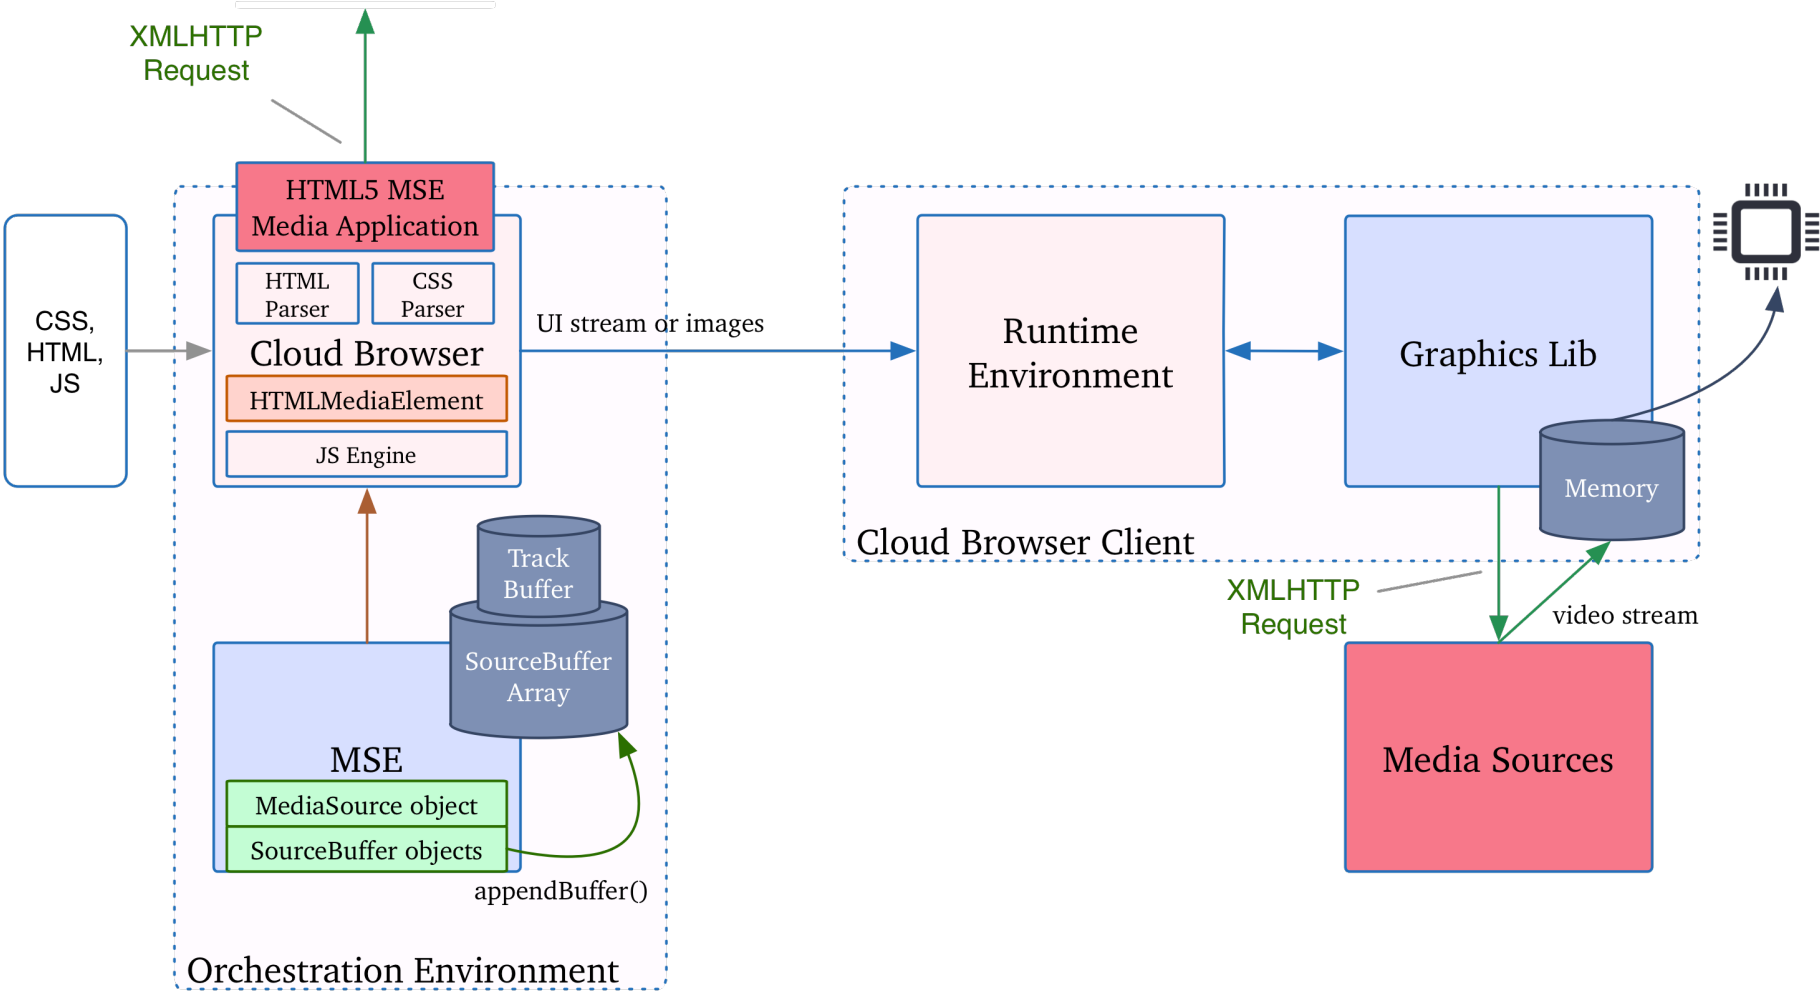 XMLHTTP
Request
HTML5 MSE
Media Application
HTML
Parser
CSS
Parser
Cloud Browser
HTMLMediaElement
JS Engine
CSS,
HTML,
JS
UI stream or images
Track
Buffer
SourceBuffer
Array
MSE
MediaSource object
SourceBuffer objects
appendBuffer()
Orchestration Environment
Runtime
Environment
Graphics Lib
Memory
Cloud Browser Client
XMLHTTP
Request
video stream
Media Sources